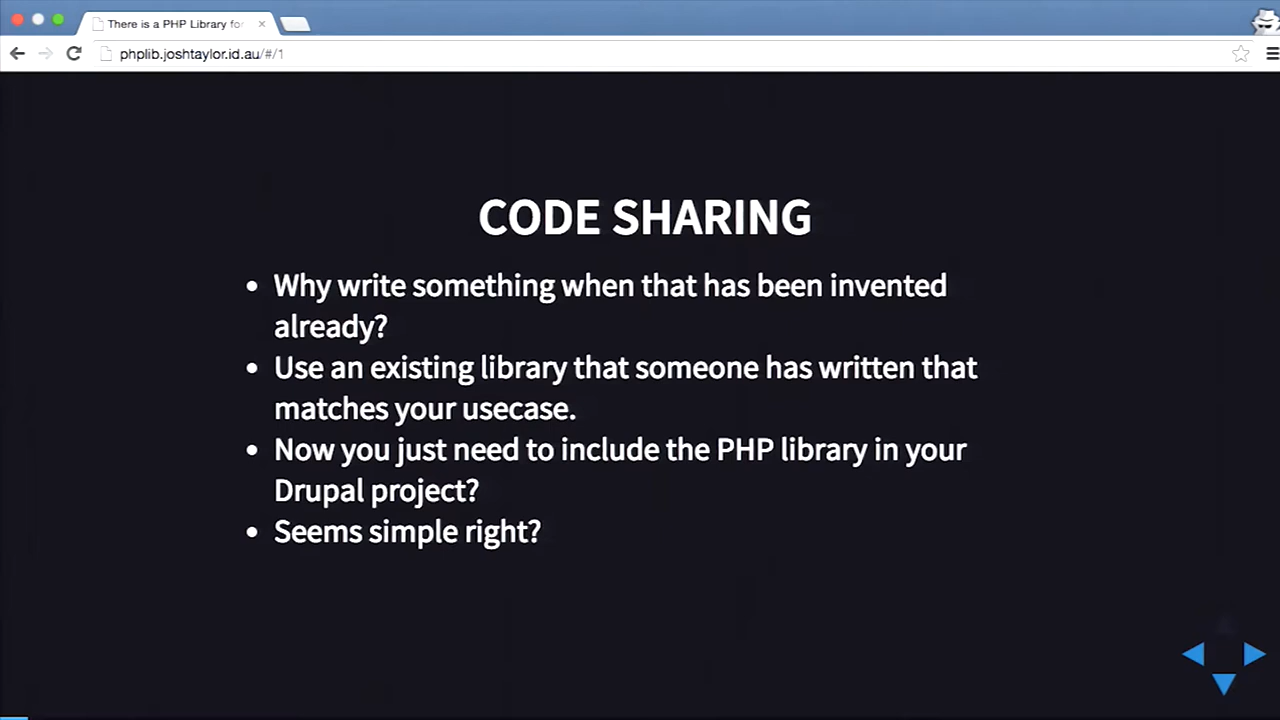 There is a PHP Library for
phplib.joshtaylor.id.au/#/1
CODE SHARING
Why write something when that has been invented
already?
Use an existing library that someone has written that
matches your usecase.
Now you just need to include the PHP library in your
Drupal project?
Seems simple right?